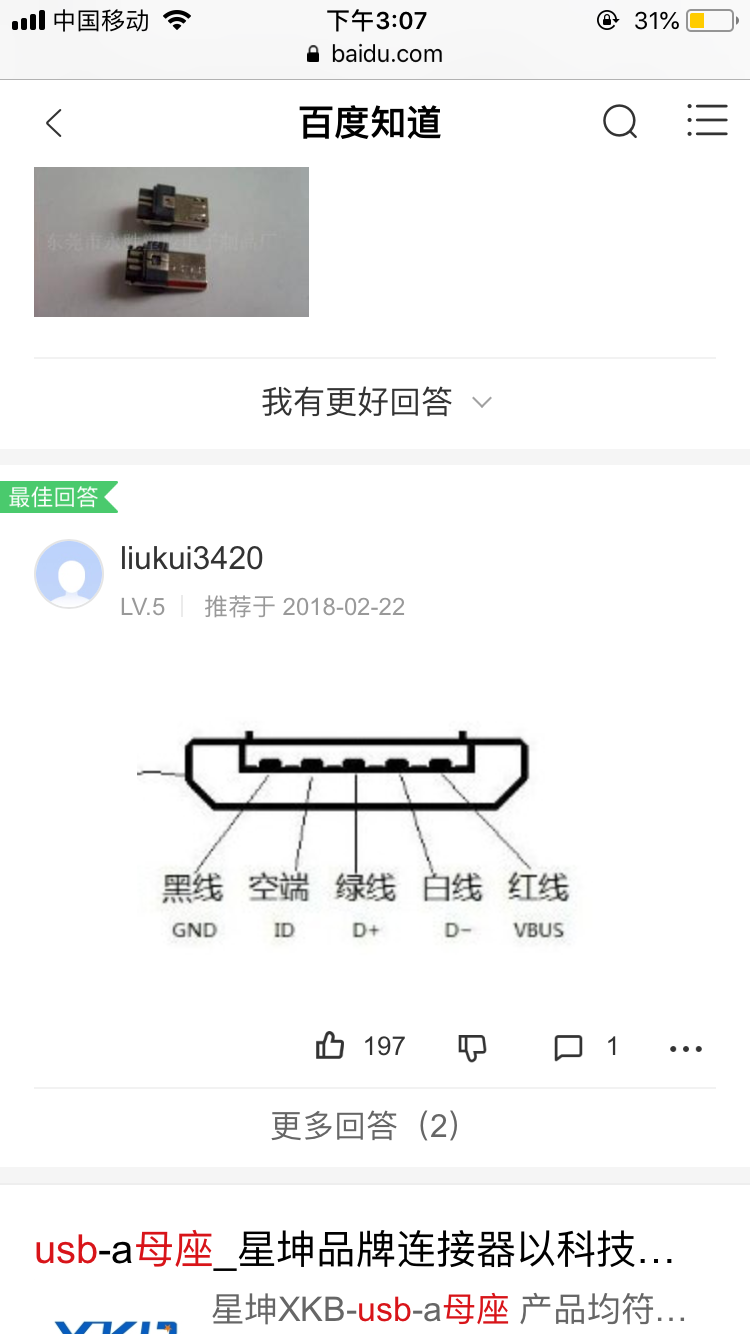 中国移动 下午3:07 31%
baidu.com
百度知道
我有更好回答
最佳回答
liukui3420
LV.5 推荐于 2018-02-22
黑线 空端 绿线 白线 红线
GND ID D+ D- VBUS
197 1
更多回答（2）
usb-a母座_星坤品牌连接器以科技...
星坤XKB-usb-a母座 产品均符...
XKB